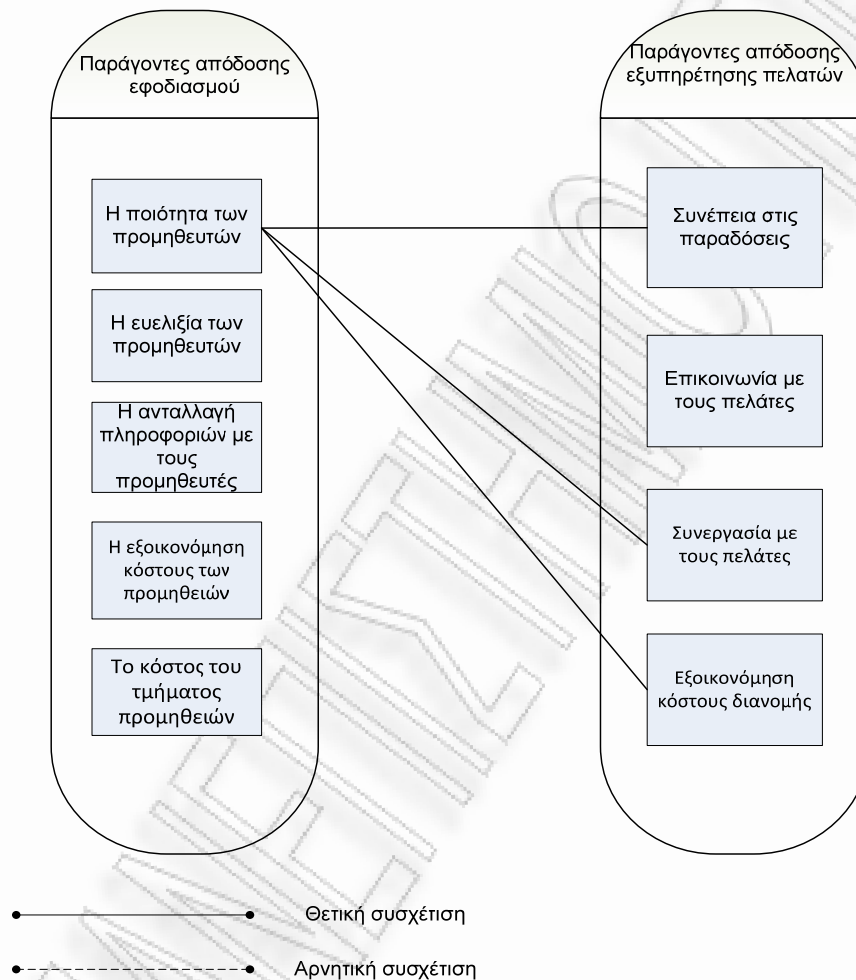 Παράγοντες απόδοσης
εφοδιασμού
Η ποιότητα των
προμηθευτών
Η ευελιξία των
προμηθευτών
Η ανταλλαγή
πληροφοριών με
τους
προμηθευτές
Η εξοικονόμηση
κόστους των
προμηθειών
Το κόστος του
τμήματος
προμηθειών
Παράγοντες απόδοσης
εξυπηρέτησης πελατών
Συνέπεια στις
παραδόσεις
Επικοινωνία με
τους πελάτες
Συνεργασία με
τους πελάτες
Εξοικονόμηση
κόστους διανομής
Θετική συσχέτιση
Αρνητική συσχέτιση